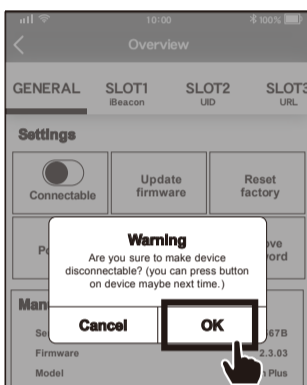 10:00
100%
Overview
GENERAL SLOT1 SLOT2 SLOT3
iBeacon UID URL
Settings
Connectable
Update
firmware
Reset
factory
Warning
Are you sure to make device
disconnectable? (you can press button
on device maybe next time.)
Cancel OK
67B
Firmware 2.3.03
Model Plus